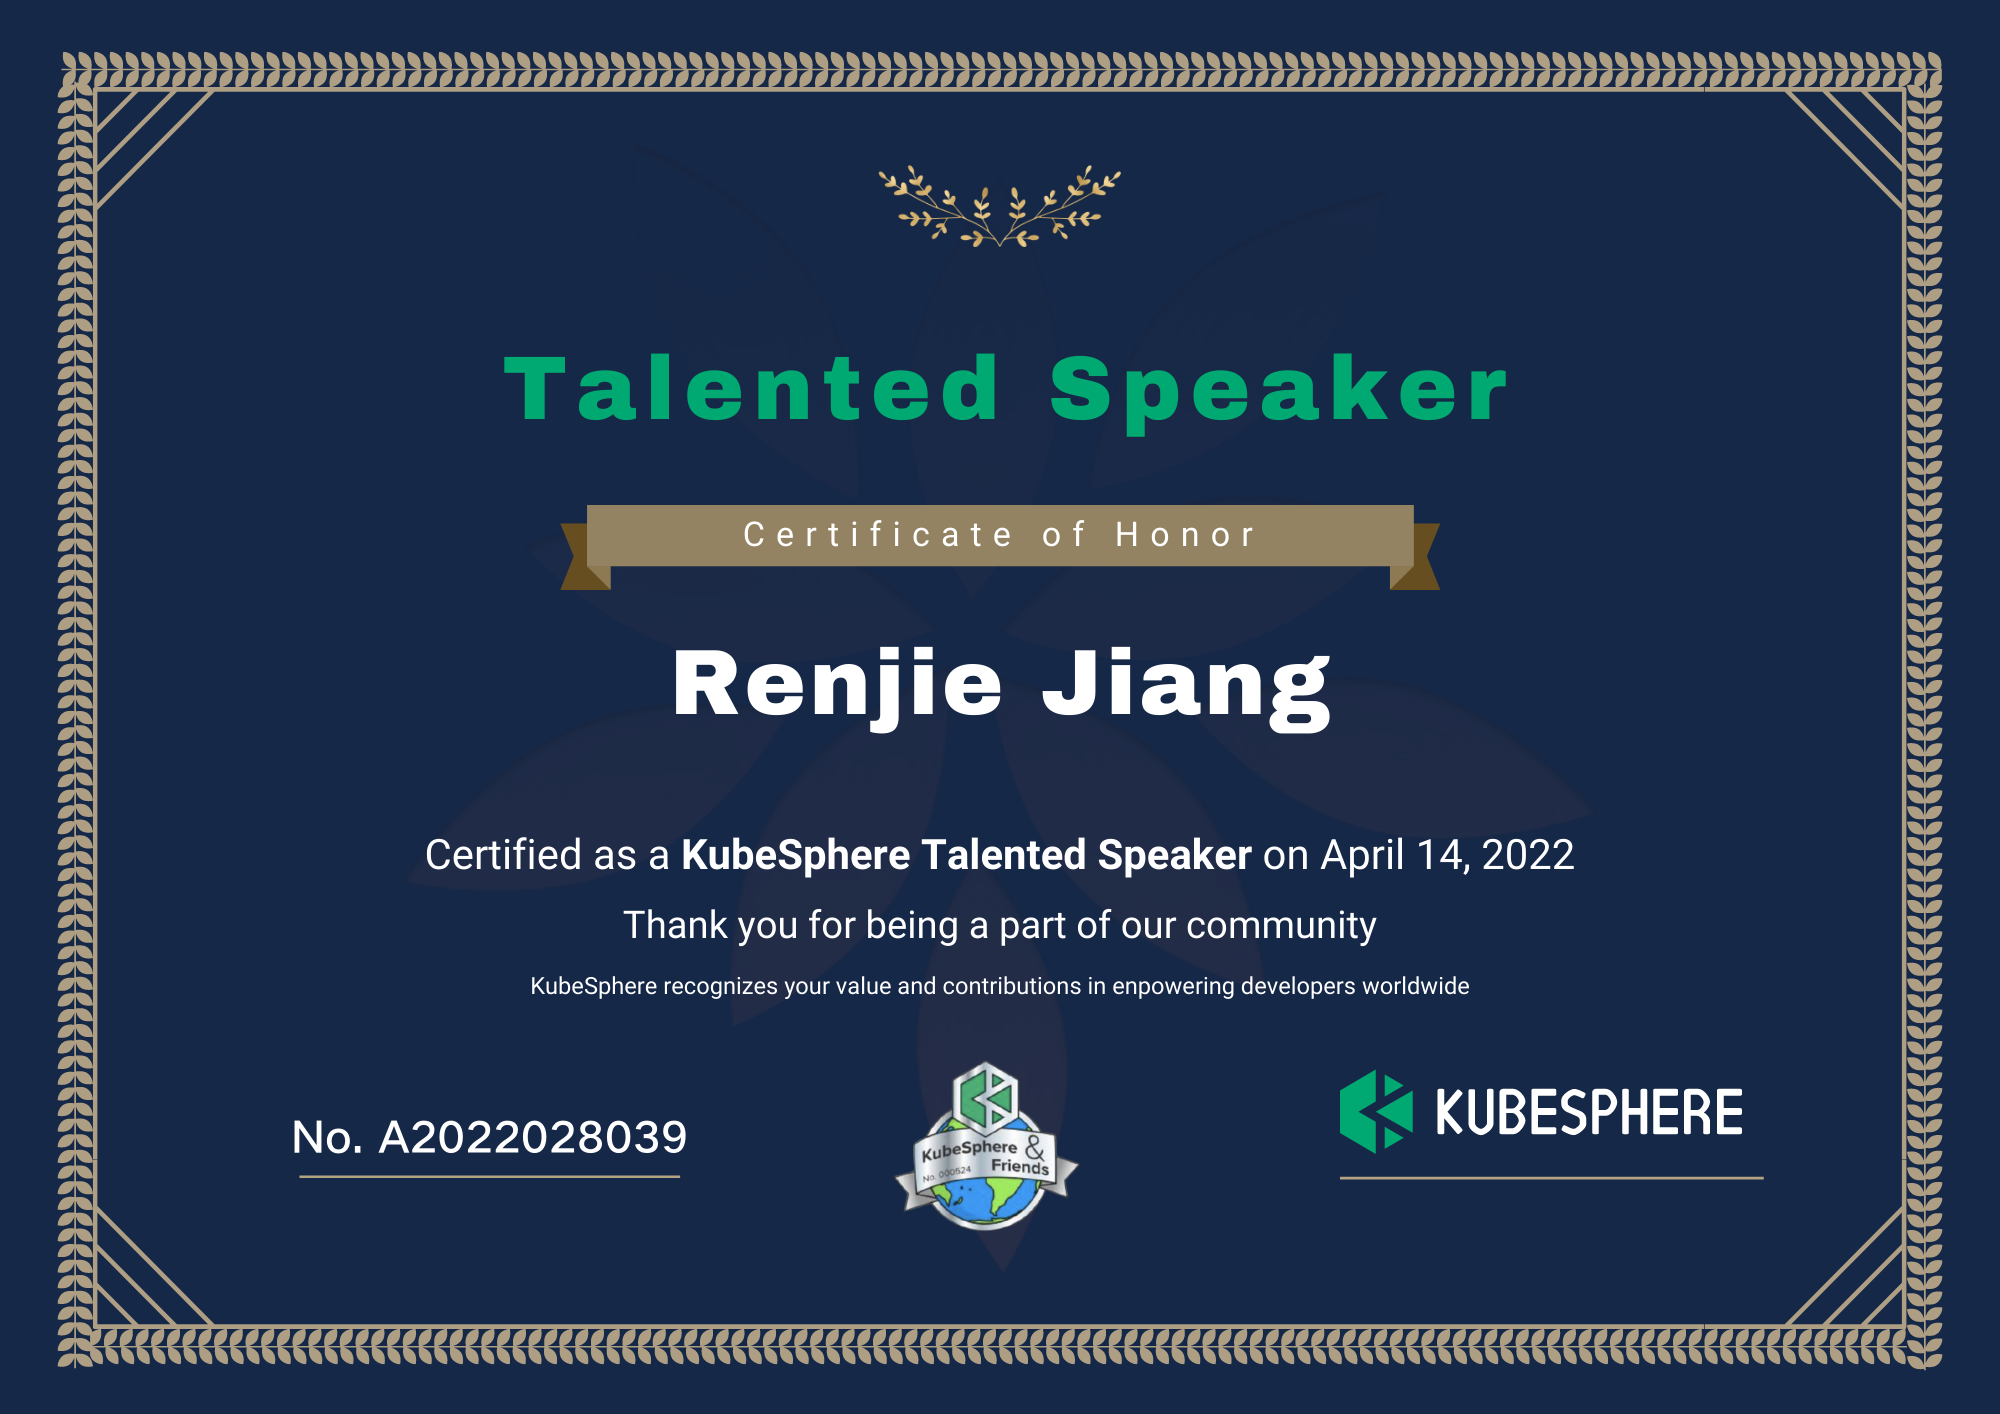 Talented Speaker
Certificate of Honor
Renjie Jiang
Certified as a KubeSphere Talented Speaker on April 14, 2022
Thank you for being a part of our community
KubeSphere recognizes your value and contributions in enpowering developers worldwide
No. A2022028039
KubeSphere &
Friends
No. 000524
KUBESPHERE